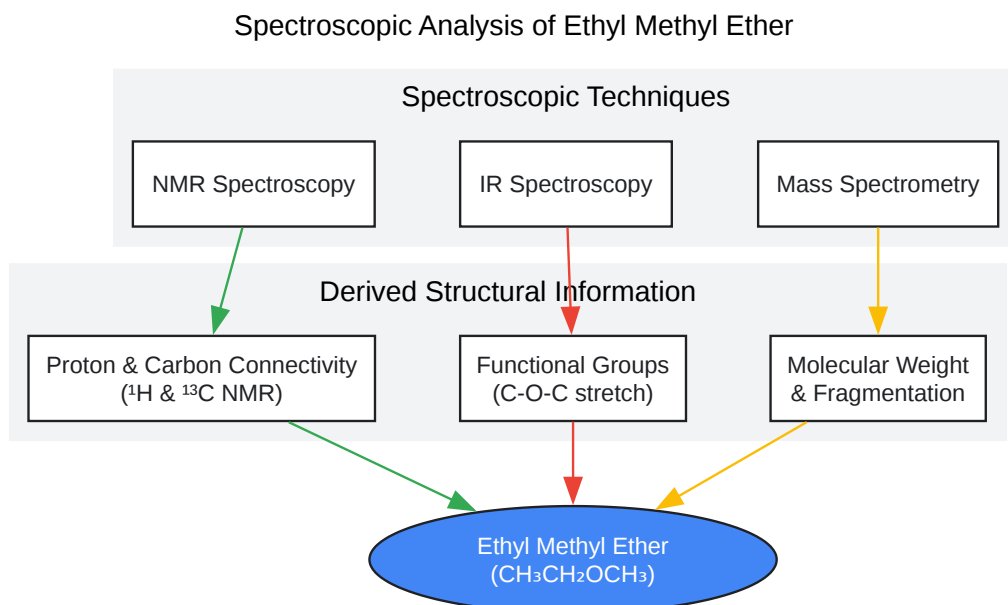 Spectroscopic Analysis of Ethyl Methyl Ether
Spectroscopic Techniques
NMR Spectroscopy
IR Spectroscopy
Mass Spectrometry
Derived Structural Information
Proton & Carbon Connectivity
(¹H & ¹³C NMR)
Functional Groups
(C-O-C stretch)
Molecular Weight
& Fragmentation
Ethyl Methyl Ether
(CH₃CH₂OCH₃)